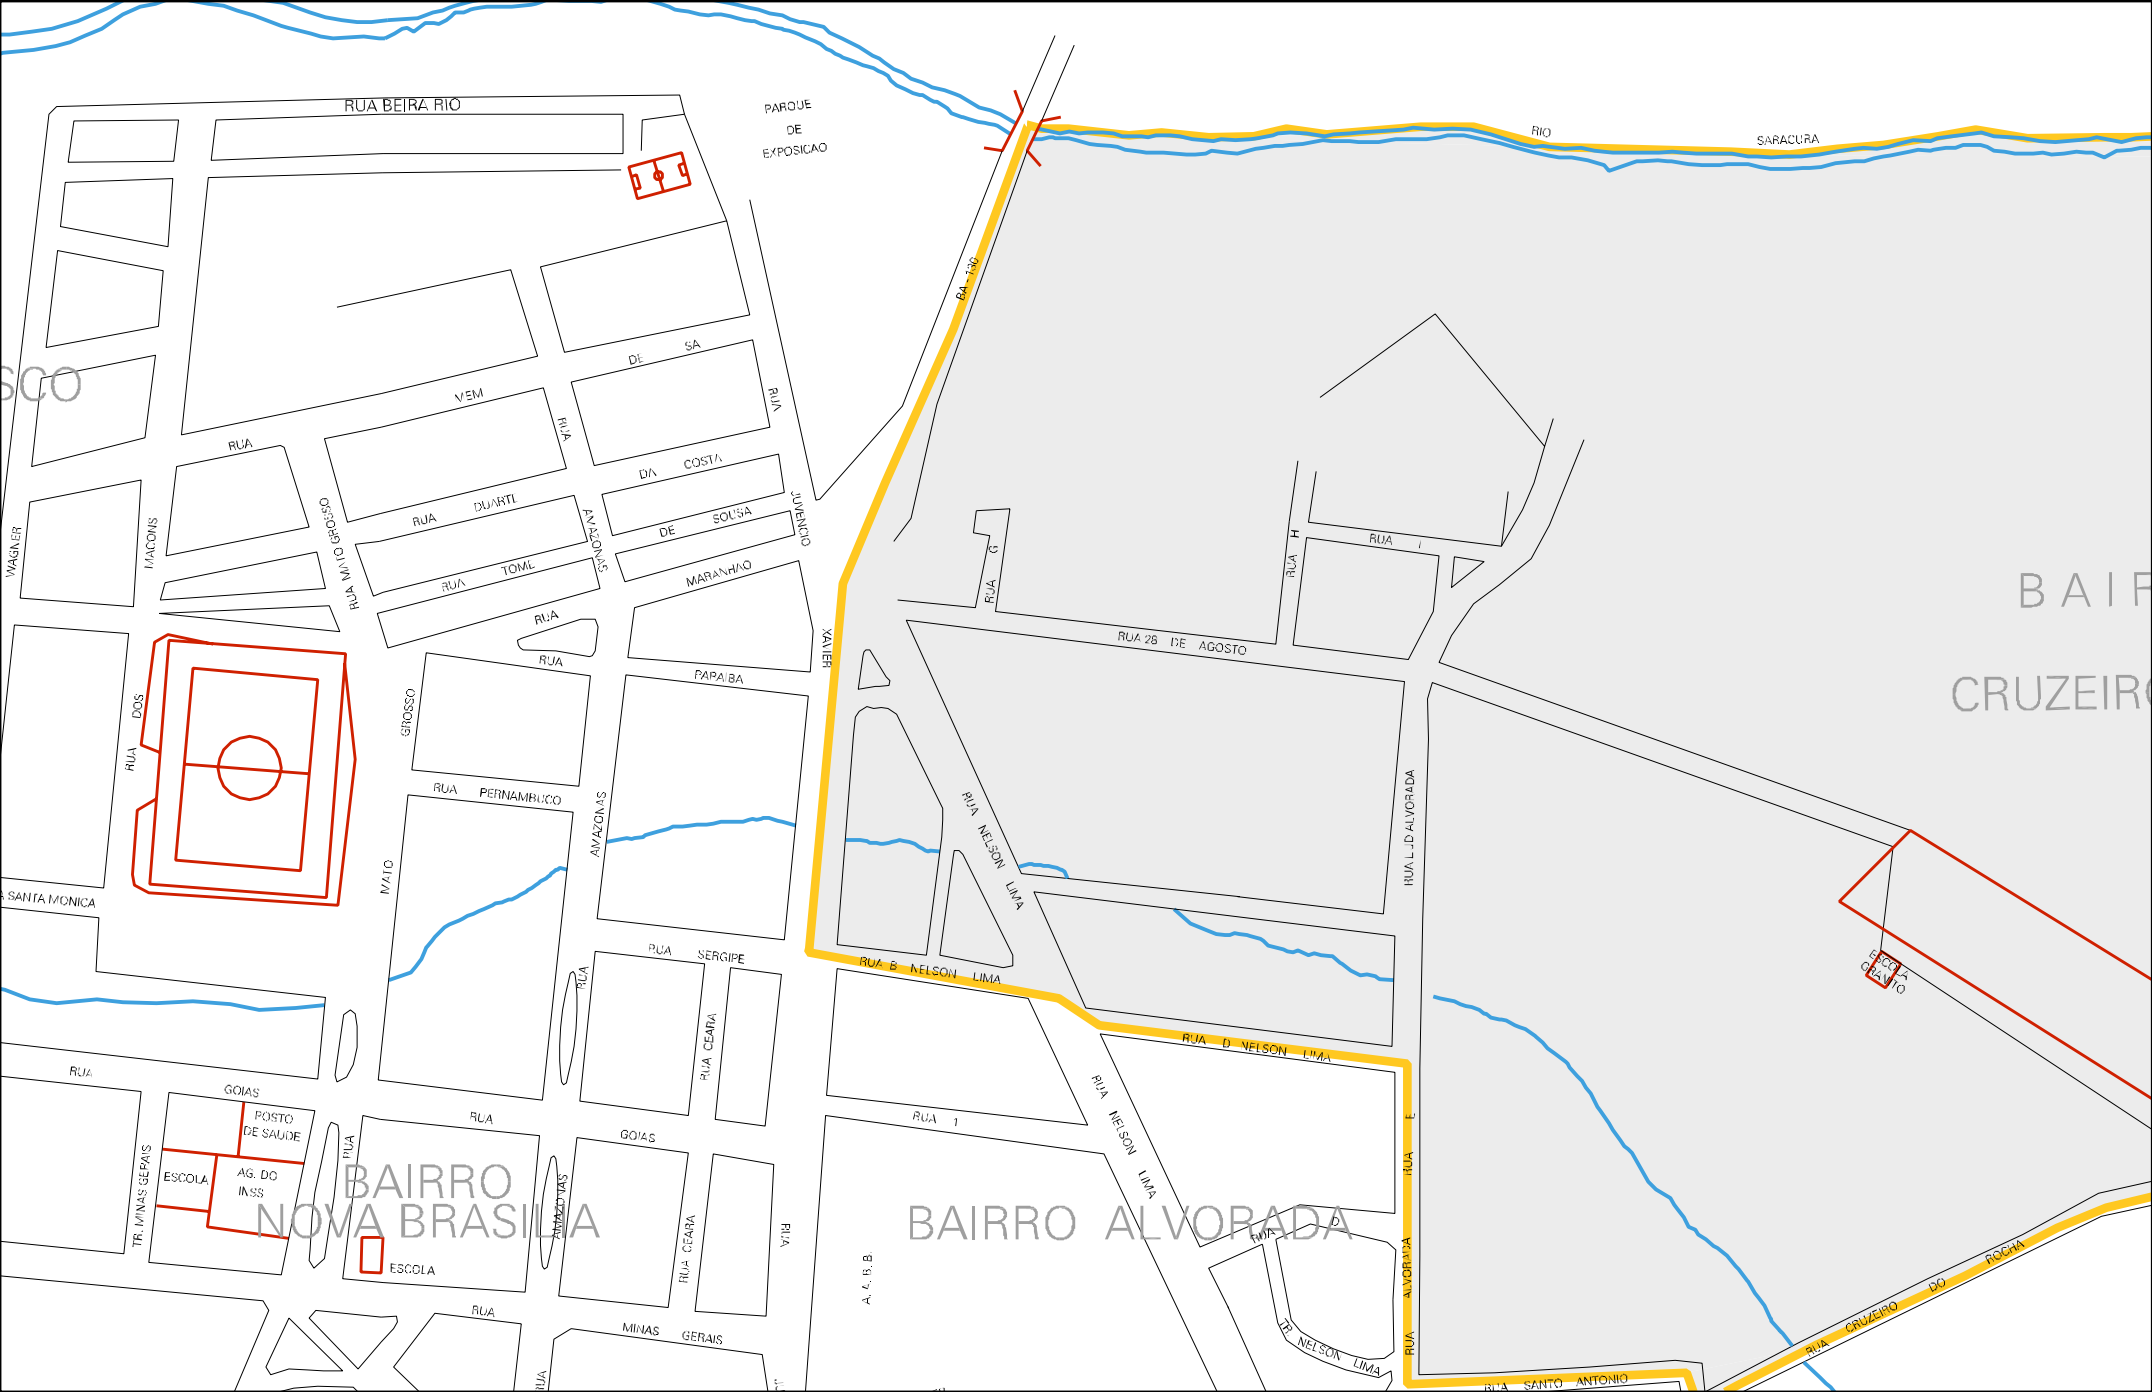 RUA BEIRA RIO
PARQUE
DE
EXPOSICAO
RIO
SARACURA
BA - 130
SCO
RUA
VEM
DE SA
RUA
RUA
RUA DUARTE
DA COSTA
RUA TOME
DE SOUSA
RUA MATO GROSSO
AMAZONAS
JUVENCIO
WAGNER
MACONS
MARANHAO
RUA
RUA
PARAIBA
XAVIER
RUA G
RUA H
RUA I
RUA 28 DE AGOSTO
BAIR
CRUZEIRO
DOS
RUA
GROSSO
RUA PERNAMBUCO
AMAZONAS
MATO
RUA NELSON LIMA
ALVORADA
SANTA MONICA
RUA SERGIPE
RUA
RUA B NELSON LIMA
ESCOLA
GRANITO
RUA CEARA
RUA D NELSON LIMA
RUA
GOIAS
POSTO
DE SAUDE
ESCOLA
AG. DO
INSS
TR. MINAS GERAIS
RUA
RUA
GOIAS
RUA 1
RUA NELSON LIMA
RUA E
BAIRRO
NOVA BRASILIA
AMAZONAS
RUA CEARA
RUA
BAIRRO ALVORADA
A. A. B. B
RUA D
RUA ALVORADA
ESCOLA
RUA
MINAS GERAIS
TR. NELSON LIMA
RUA
RUA CRUZEIRO DO ROCHA
RUA SANTO ANTONIO